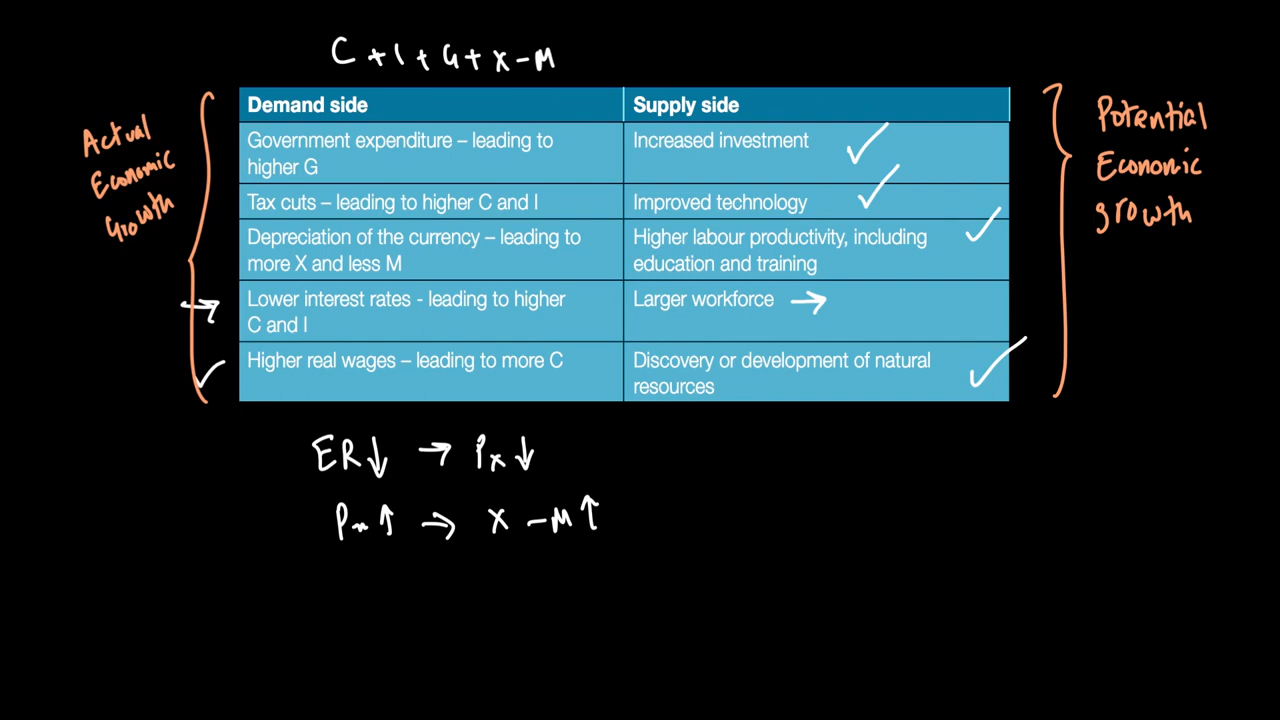 C + I + G + X - M
Actual
Economic
Growth
Demand side
Supply side
Government expenditure – leading to
higher G
Increased investment
Tax cuts – leading to higher C and I
Improved technology
Depreciation of the currency – leading to
more X and less M
Higher labour productivity, including
education and training
Lower interest rates - leading to higher
C and I
Larger workforce →
Higher real wages – leading to more C
Discovery or development of natural
resources
Potential
Economic
growth
ER↓ → Px↓
Pm↑ → X - M↑